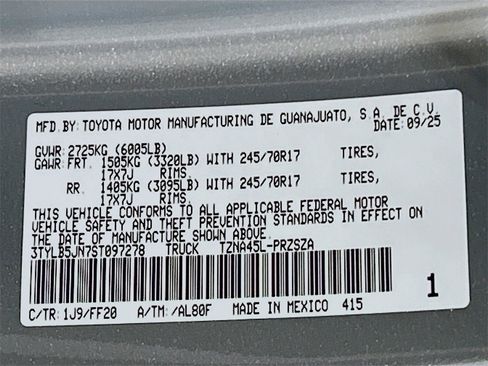 MFD.BY:TOYOTA MOTOR MANUFACTURING DE GUANAJUATO, S.A. DE C.V.
DATE:09/25
GVWR:2725KG (6005LB)
GAWR:FRT. 1505KG (3320LB) WITH 245/70R17 TIRES,
17x7J RIMS.
RR. 1405KG (3095LB) WITH 245/70R17 TIRES,
17x7J RIMS.
THIS VEHICLE CONFORMS TO ALL APPLICABLE FEDERAL MOTOR
VEHICLE SAFETY AND THEFT PREVENTION STANDARDS IN EFFECT ON
THE DATE OF MANUFACTURE SHOWN ABOVE.
3TYLB5JN7ST097278 TRUCK TZNA45L-PRZSZA
C/TR:1J9/FF20 A/TM:/AL80F MADE IN MEXICO 415 1